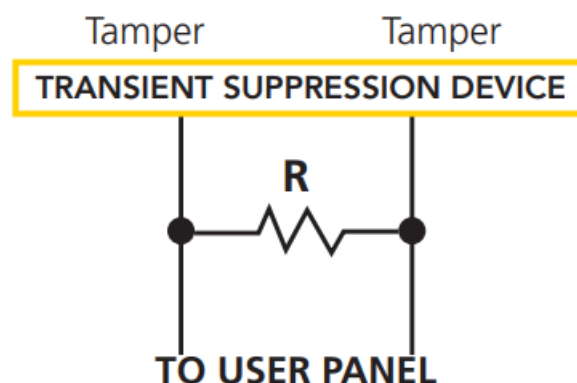 Tamper Tamper
TRANSIENT SUPPRESSION DEVICE
R
TO USER PANEL